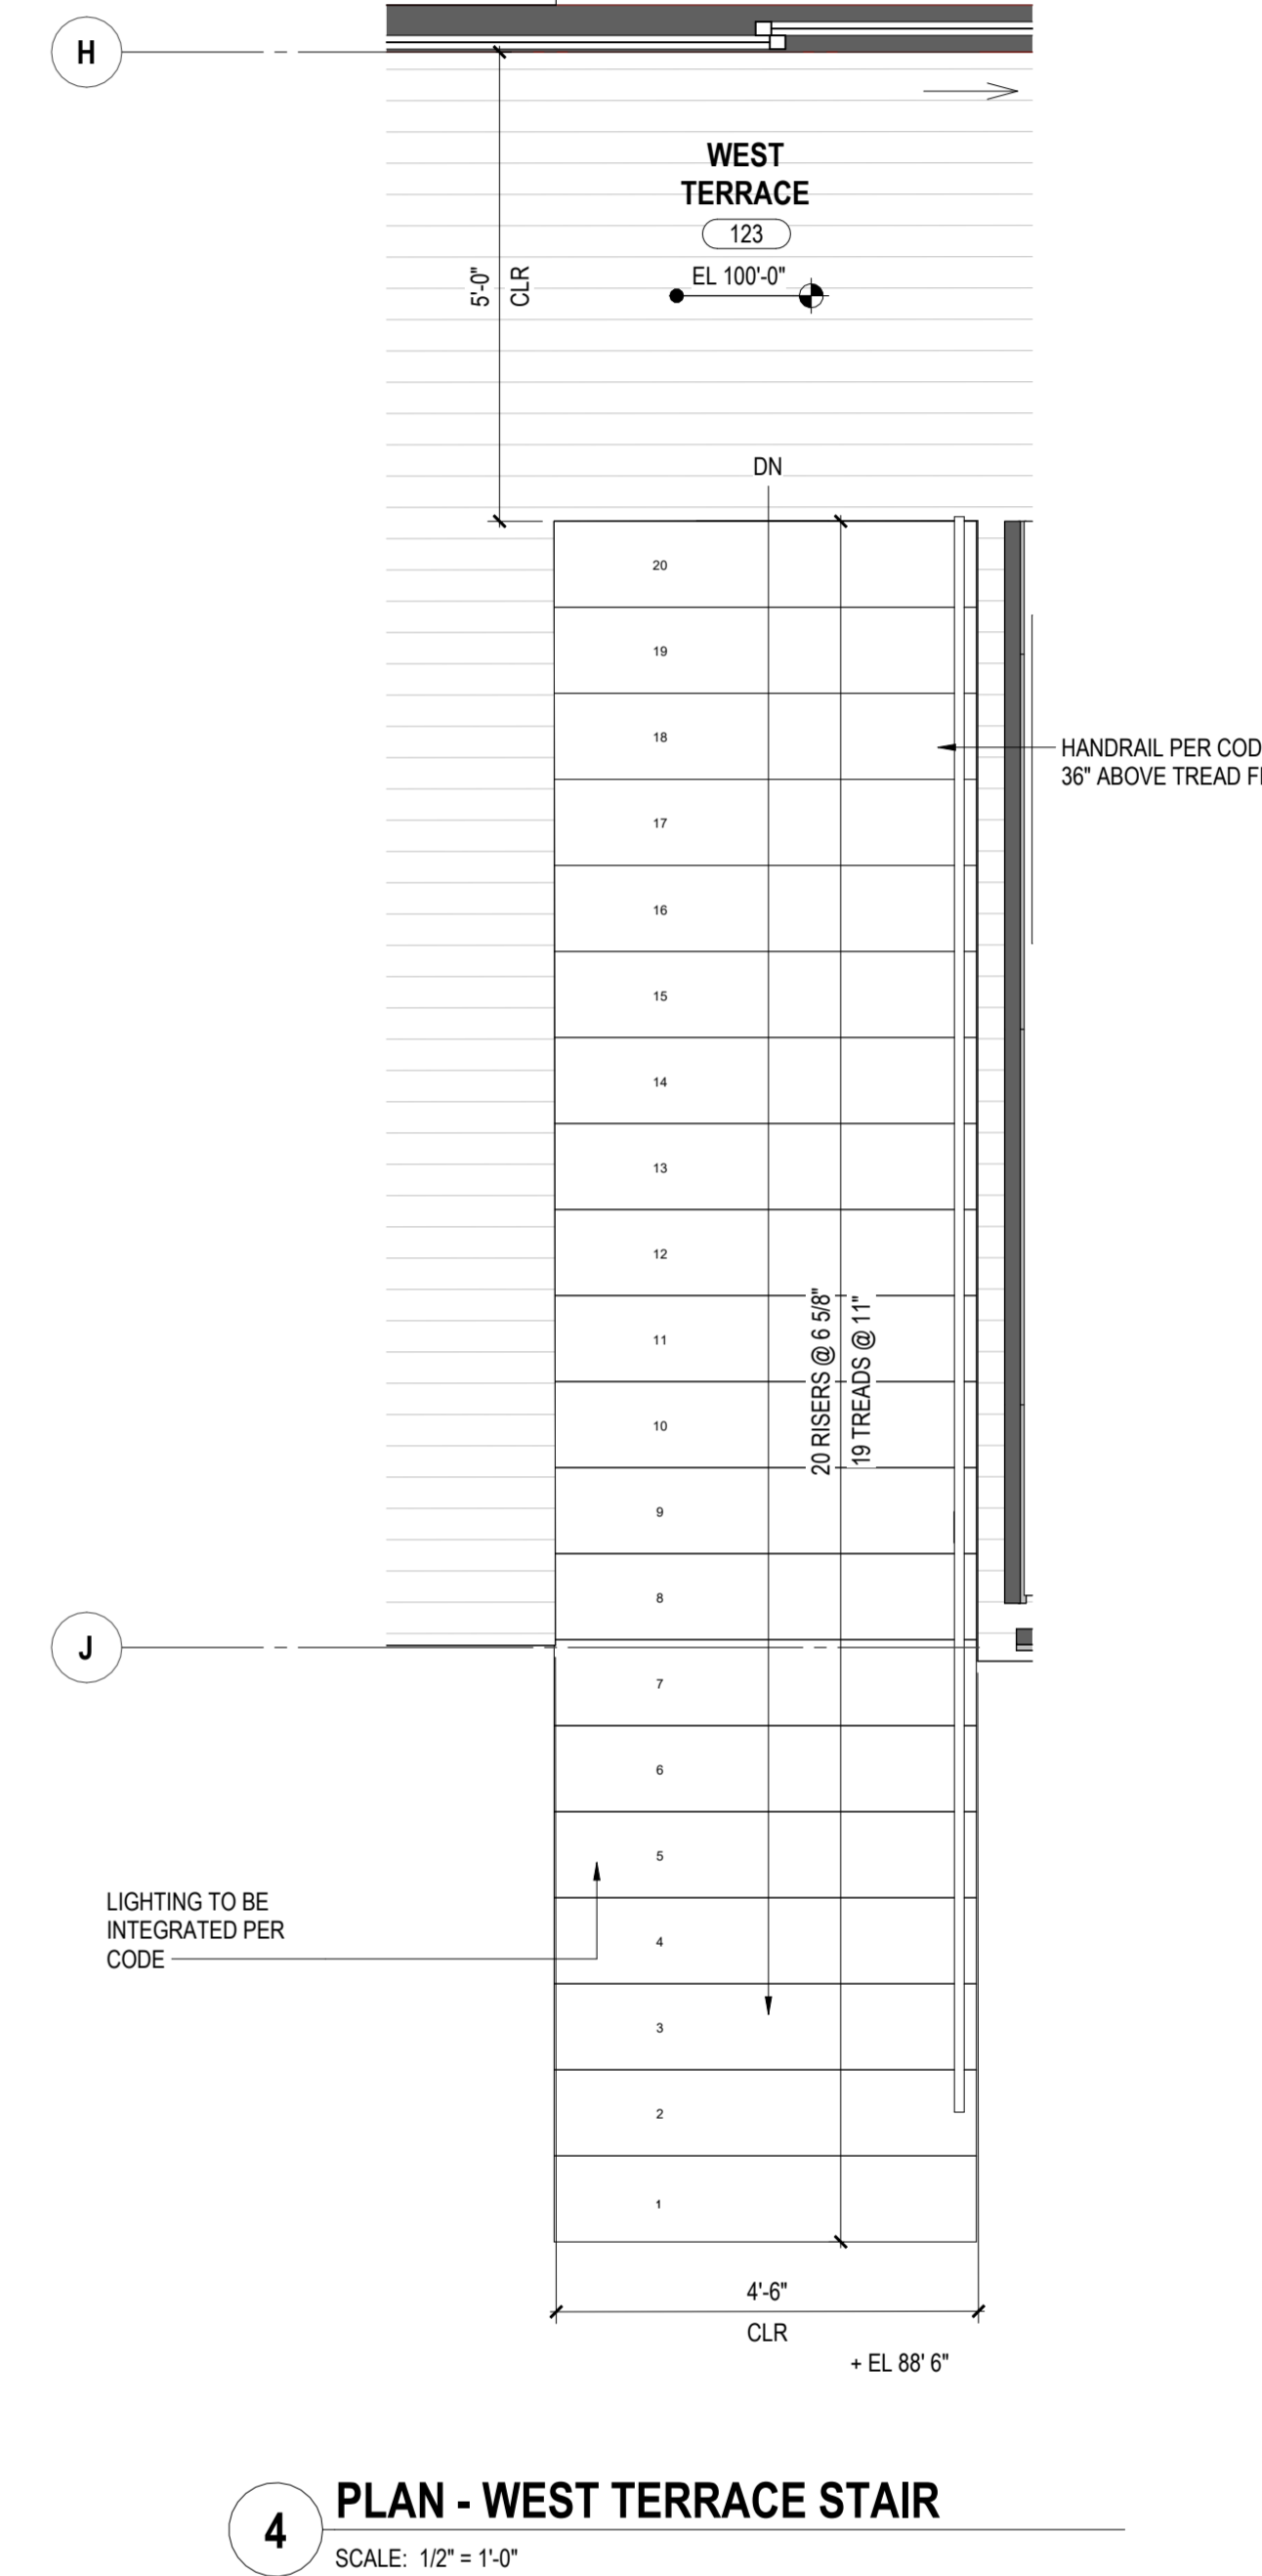 H
WEST
TERRACE
123
EL 100'-0"
5'-0"
CLR
DN
20
19
18
HANDRAIL PER COD
36" ABOVE TREAD F
17
16
15
14
13
12
11
20 RISERS @ 6 5/8"
19 TREADS @ 11"
10
9
8
J
7
6
5
LIGHTING TO BE
INTEGRATED PER
CODE
4
3
2
1
4'-6"
CLR
+ EL 88' 6"
4
PLAN - WEST TERRACE STAIR
SCALE: 1/2" = 1'-0"